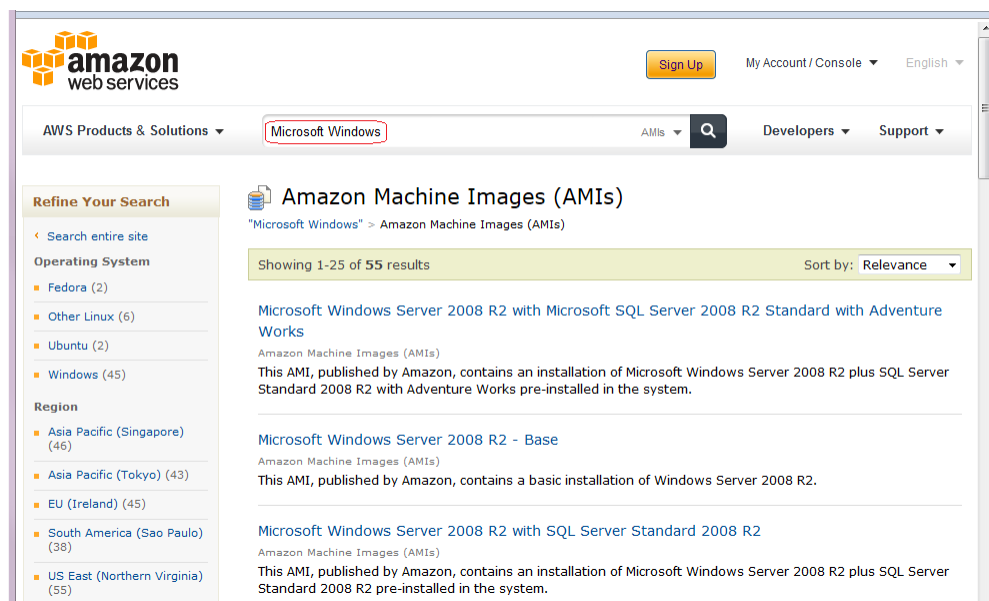 amazon
web services
Sign Up
My Account / Console
English
AWS Products & Solutions
Microsoft Windows
AMIs
Developers
Support
Refine Your Search
Search entire site
Operating System
Fedora (2)
Other Linux (6)
Ubuntu (2)
Windows (45)
Region
Asia Pacific (Singapore)
(46)
Asia Pacific (Tokyo) (43)
EU (Ireland) (45)
South America (Sao Paulo)
(38)
US East (Northern Virginia)
(55)
Amazon Machine Images (AMIs)
"Microsoft Windows" > Amazon Machine Images (AMIs)
Showing 1-25 of 55 results
Sort by: Relevance
Microsoft Windows Server 2008 R2 with Microsoft SQL Server 2008 R2 Standard with Adventure
Works
Amazon Machine Images (AMIs)
This AMI, published by Amazon, contains an installation of Microsoft Windows Server 2008 R2 plus SQL Server
Standard 2008 R2 with Adventure Works pre-installed in the system.
Microsoft Windows Server 2008 R2 - Base
Amazon Machine Images (AMIs)
This AMI, published by Amazon, contains a basic installation of Windows Server 2008 R2.
Microsoft Windows Server 2008 R2 with SQL Server Standard 2008 R2
Amazon Machine Images (AMIs)
This AMI, published by Amazon, contains an installation of Microsoft Windows Server 2008 R2 plus SQL Server
Standard 2008 R2 pre-installed in the system.